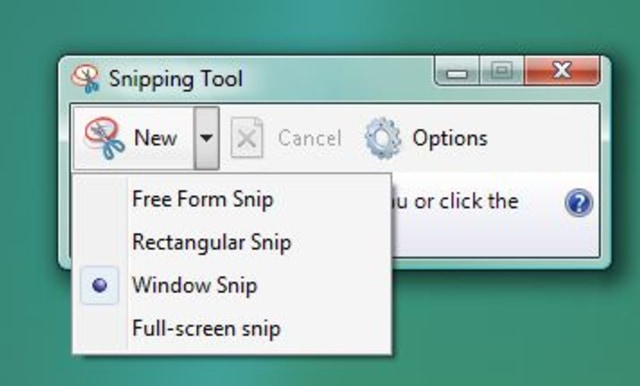 Snipping Tool
New Cancel Options
Free Form Snip
or click the
Rectangular Snip
Window Snip
Full-screen snip